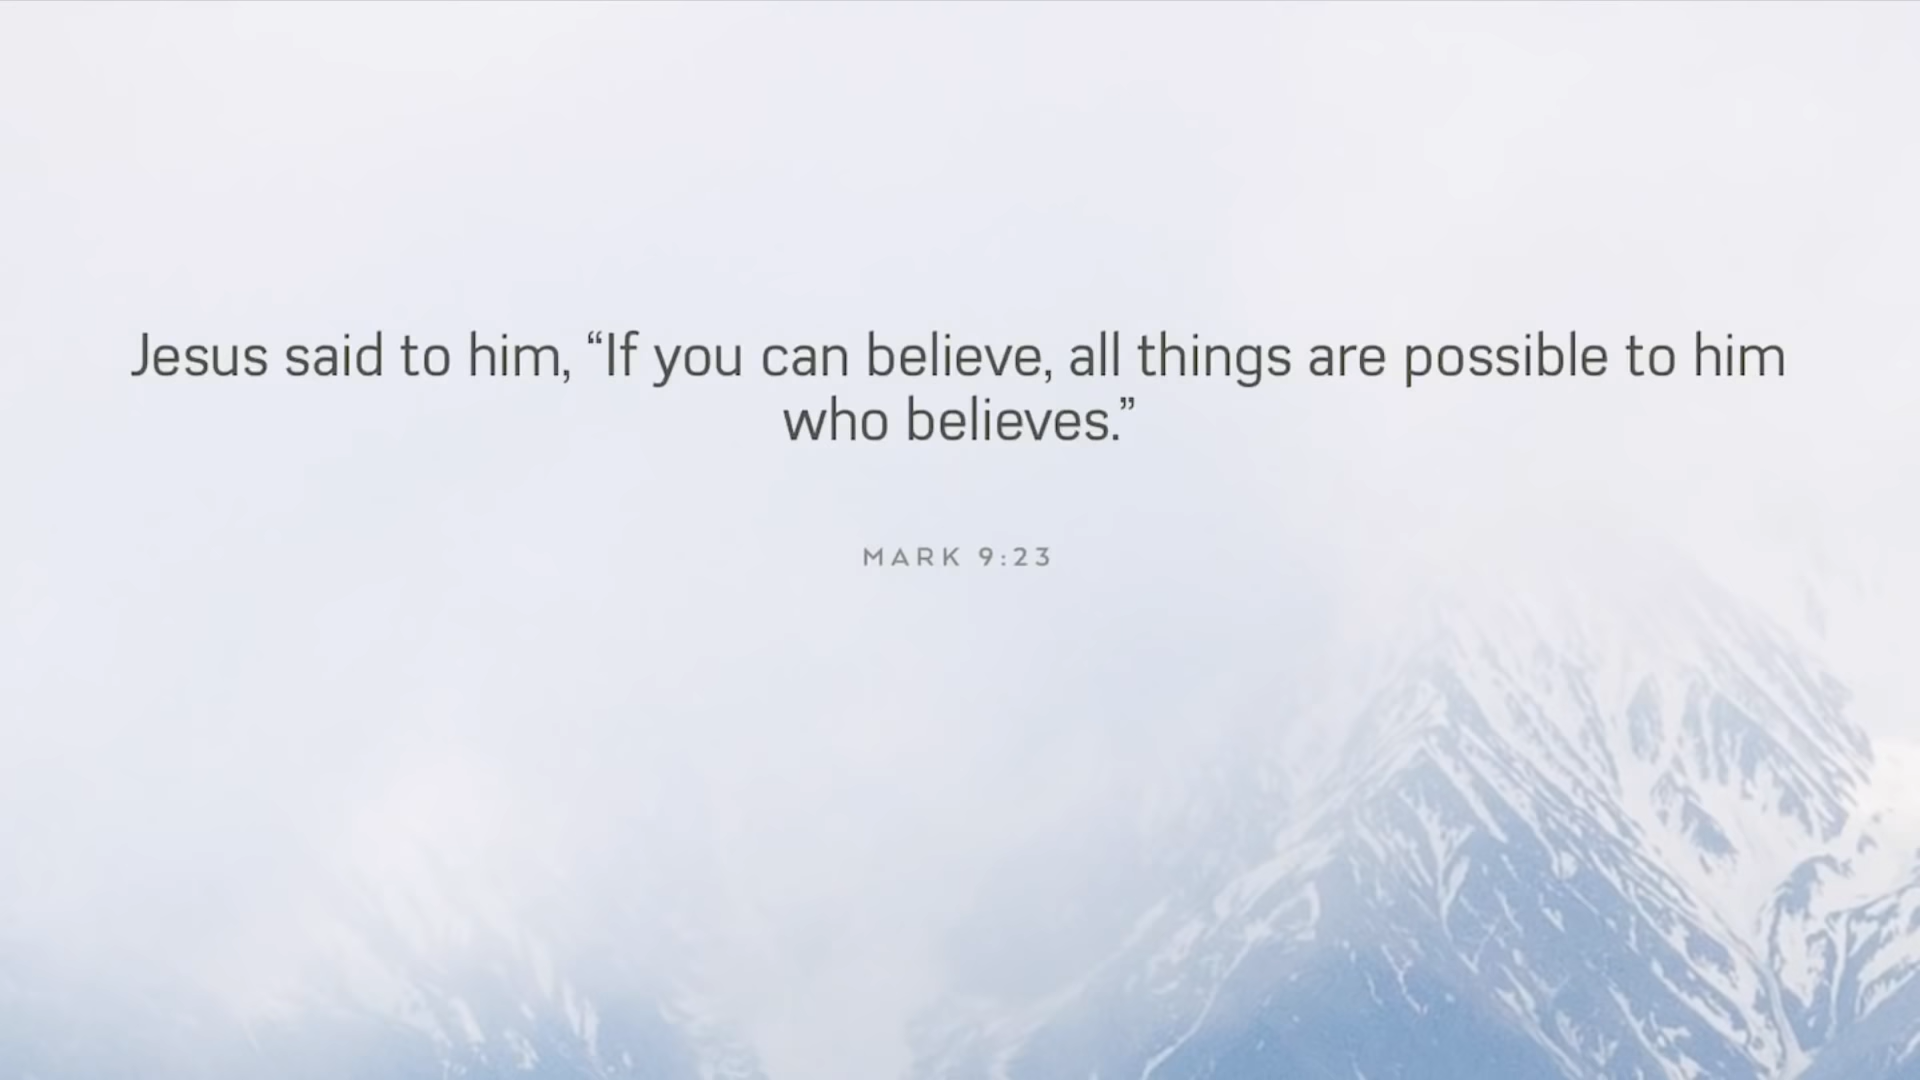 Jesus said to him, “If you can believe, all things are possible to him
who believes.”
MARK 9:23